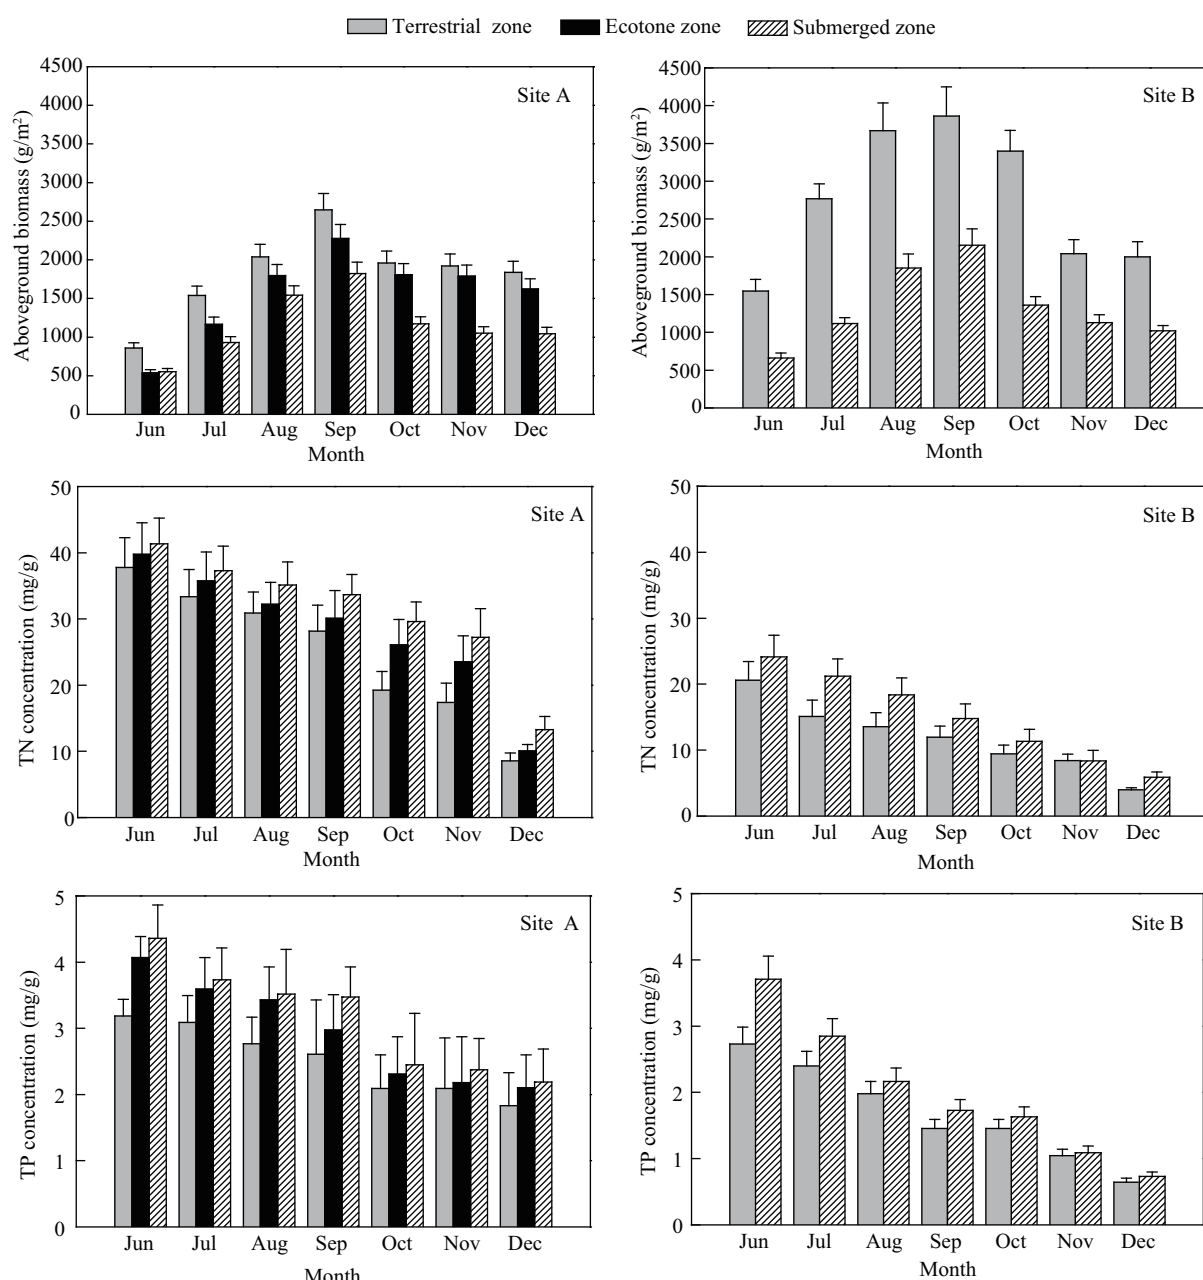 Terrestrial zone Ecotone zone Submerged zone
Site A
Aboveground biomass (g/m²)
4500
4000
3500
3000
2500
2000
1500
1000
500
0
Jun Jul Aug Sep Oct Nov Dec
Month
Site B
Aboveground biomass (g/m²)
4500
4000
3500
3000
2500
2000
1500
1000
500
0
Jun Jul Aug Sep Oct Nov Dec
Month
Site A
TN concentration (mg/g)
50
40
30
20
10
0
Jun Jul Aug Sep Oct Nov Dec
Month
Site B
TN concentration (mg/g)
50
40
30
20
10
0
Jun Jul Aug Sep Oct Nov Dec
Month
Site A
TP concentration (mg/g)
5
4
3
2
1
0
Jun Jul Aug Sep Oct Nov Dec
Month
Site B
TP concentration (mg/g)
5
4
3
2
1
0
Jun Jul Aug Sep Oct Nov Dec
Month